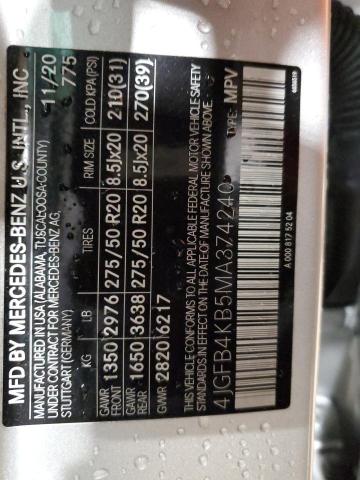 MFD BY MERCEDES-BENZ U.S. INTL., INC
MANUFACTURED IN USA (ALABAMA, TUSCALOOSA-COUNTY)
UNDER CONTRACT FOR MERCEDES-BENZ AG,
STUTTGART (GERMANY)
11/20
775
KG LB TIRES RIM SIZE COLD KPA(PSI)
GAWR FRONT 1350 2976 275/50 R20 8.5Jx20 210(31)
GAWR REAR 1650 3638 275/50 R20 8.5Jx20 270(39)
GVWR 2820 6217
THIS VEHICLE CONFORMS TO ALL APPLICABLE FEDERAL MOTOR VEHICLE SAFETY
STANDARDS IN EFFECT ON THE DATE OF MANUFACTURE SHOWN ABOVE.
4JGFB4KB5MA374240 TYPE: MPV
A 000 817 52 04